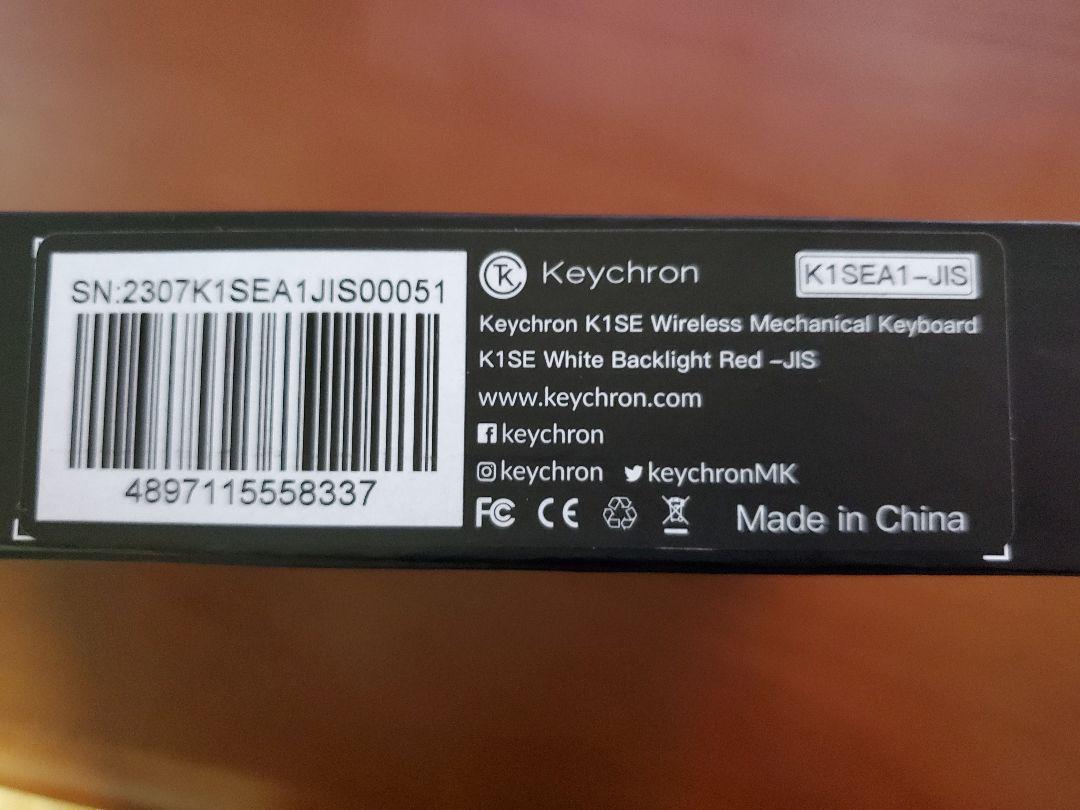 SN:2307K1SEA1JIS00051
4897115558337
Keychron
K1SEA1-JIS
Keychron K1SE Wireless Mechanical Keyboard
K1SE White Backlight Red -JIS
www.keychron.com
keychron
keychron keychronMK
FC CE
Made in China